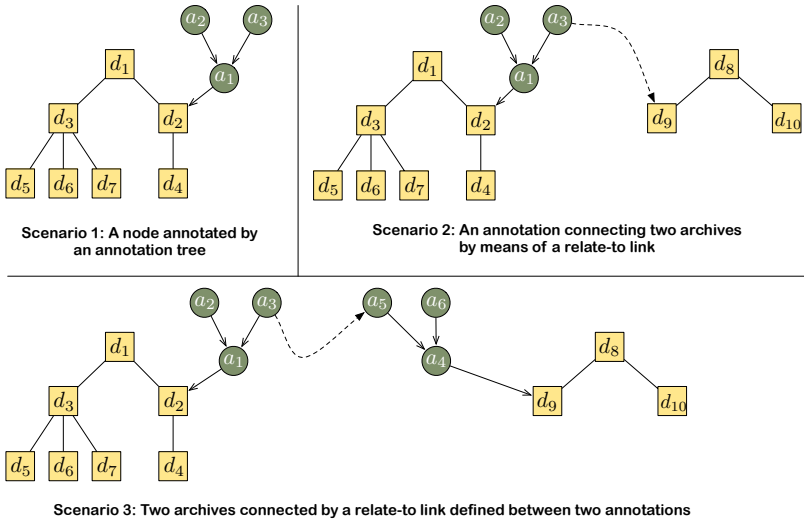 a2 a3
d1 a1
d3 d2
d5 d6 d7 d4
Scenario 1: A node annotated by
an annotation tree
a2 a3
d1 a1 d8
d3 d2 d9 d10
d5 d6 d7 d4
Scenario 2: An annotation connecting two archives
by means of a relate-to link
a2 a3 a5 a6
d1 a1 a4 d8
d3 d2 d9 d10
d5 d6 d7 d4
Scenario 3: Two archives connected by a relate-to link defined between two annotations